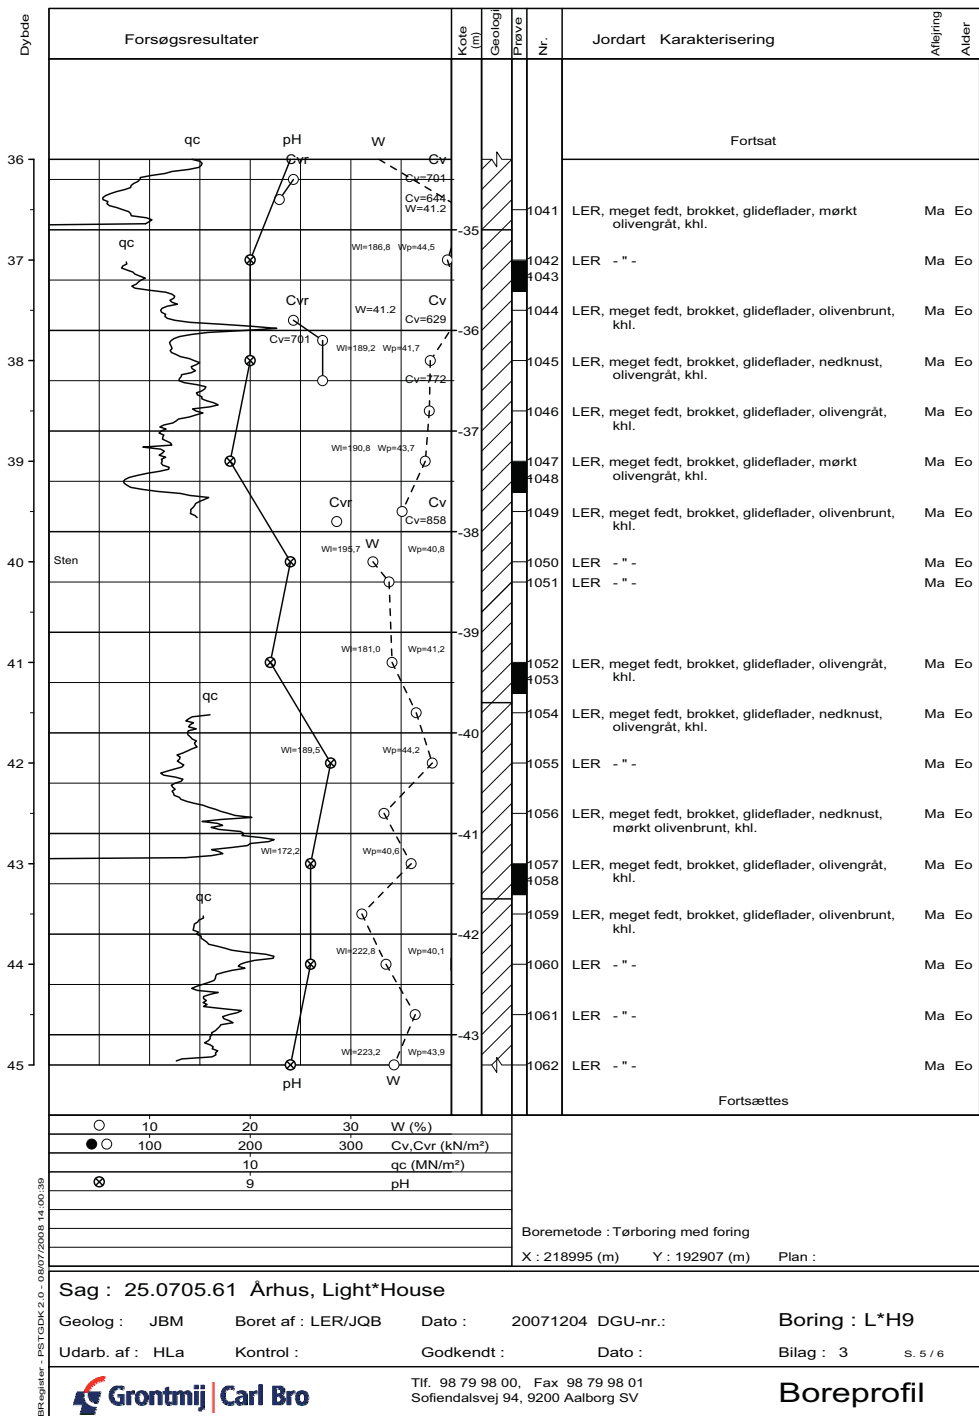 Dybde
Forsøgsresultater
Kote (m)
Geologi
Prøve
Nr.
Jordart Karakterisering
Aflejring
Alder
Fortsat
qc pH W
36
Cvr Cv
Cv=701
Cv=644
W=41.2
1041 LER, meget fedt, brokket, glideflader, mørkt Ma Eo
olivengråt, khl.
-35
qc
Wl=186,8 Wp=44,5
37
1042 LER - " - Ma Eo
1043
Cvr W=41.2 Cv
Cv=629
1044 LER, meget fedt, brokket, glideflader, olivenbrunt, Ma Eo
khl.
-36
Cv=701
Wl=189,2 Wp=41,7
38
1045 LER, meget fedt, brokket, glideflader, nedknust, Ma Eo
olivengråt, khl.
Cv=772
1046 LER, meget fedt, brokket, glideflader, olivengråt, Ma Eo
khl.
-37
Wl=190,8 Wp=43,7
39
1047 LER, meget fedt, brokket, glideflader, mørkt Ma Eo
1048 olivengråt, khl.
Cvr Cv
Cv=858
1049 LER, meget fedt, brokket, glideflader, olivenbrunt, Ma Eo
khl.
-38
W
Wl=195,7 Wp=40,8
40 Sten
1050 LER - " - Ma Eo
1051 LER - " - Ma Eo
-39
Wl=181,0 Wp=41,2
41
1052 LER, meget fedt, brokket, glideflader, olivengråt, Ma Eo
1053 khl.
qc
1054 LER, meget fedt, brokket, glideflader, nedknust, Ma Eo
olivengråt, khl.
-40
Wl=189,5 Wp=44,2
42
1055 LER - " - Ma Eo
1056 LER, meget fedt, brokket, glideflader, nedknust, Ma Eo
mørkt olivenbrunt, khl.
-41
Wl=172,2 Wp=40,6
43
1057 LER, meget fedt, brokket, glideflader, olivengråt, Ma Eo
1058 khl.
qc
1059 LER, meget fedt, brokket, glideflader, olivenbrunt, Ma Eo
khl.
-42
Wl=222,8 Wp=40,1
44
1060 LER - " - Ma Eo
1061 LER - " - Ma Eo
-43
Wl=223,2 Wp=43,9
45
1062 LER - " - Ma Eo
pH W
Fortsættes
10 20 30 W (%)
100 200 300 Cv,Cvr (kN/m²)
10 qc (MN/m²)
9 pH
Boremetode : Tørboring med foring
X : 218995 (m) Y : 192907 (m) Plan :
BRegister - PSTGDK 2.0 - 08/07/2008 14:00:39
Sag : 25.0705.61 Århus, Light*House
Geolog : JBM Boret af : LER/JQB Dato : 20071204 DGU-nr.: Boring : L*H9
Udarb. af : HLa Kontrol : Godkendt : Dato : Bilag : 3 S. 5 / 6
Grontmij | Carl Bro
Tlf. 98 79 98 00, Fax 98 79 98 01
Sofiendalsvej 94, 9200 Aalborg SV
Boreprofil